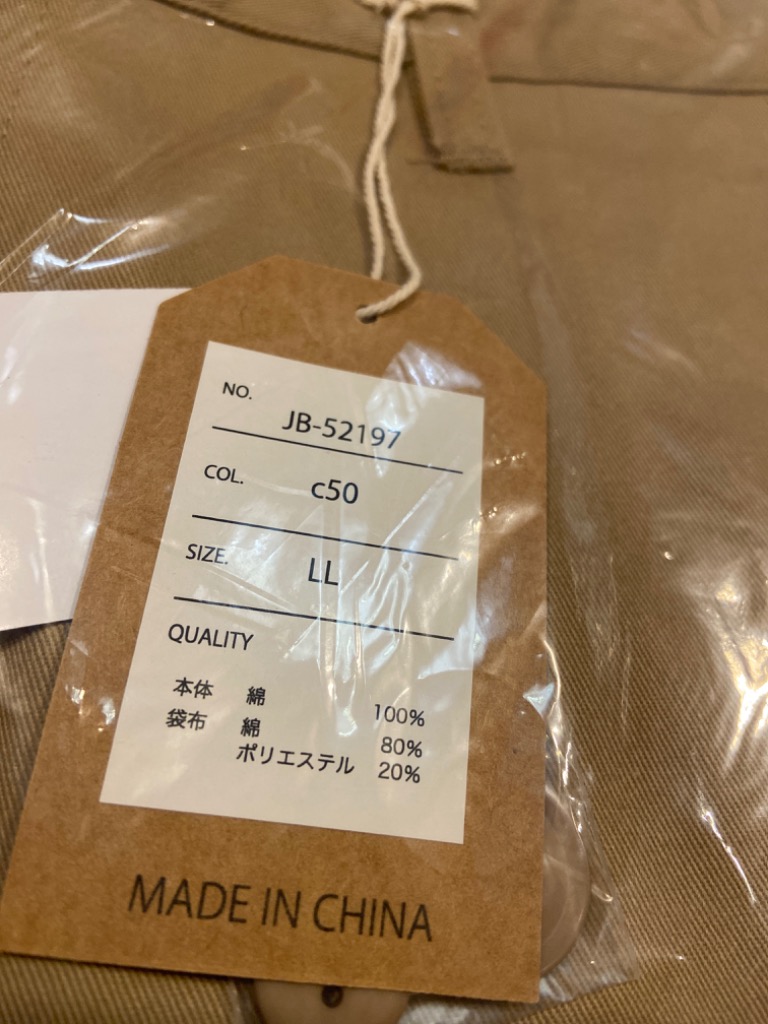 NO. JB-52197
COL. c50
SIZE. LL
QUALITY
本体 綿 100%
袋布 綿 80%
ポリエステル 20%
MADE IN CHINA